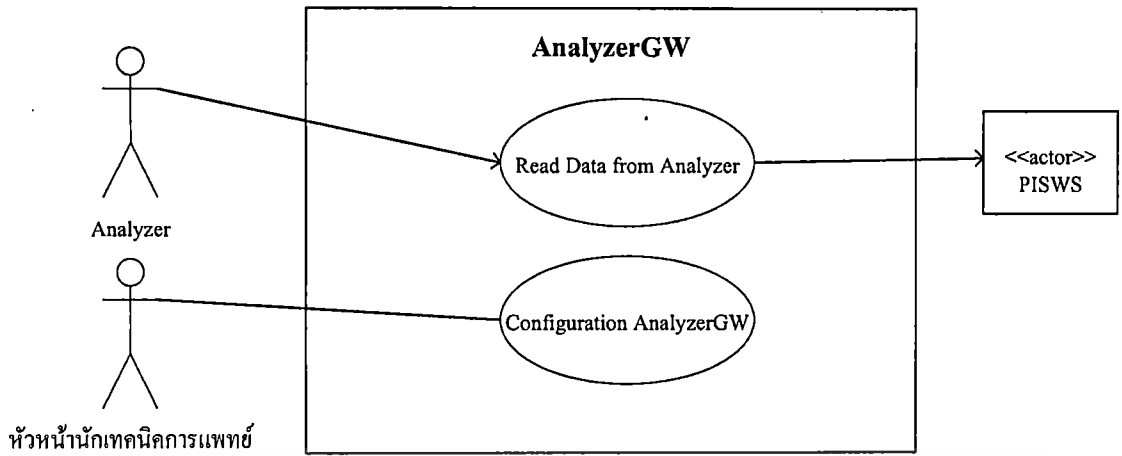 AnalyzerGW
Read Data from Analyzer
<<actor>>
PISWS
Analyzer
Configuration AnalyzerGW
หัวหน้านักเทคนิคการแพทย์